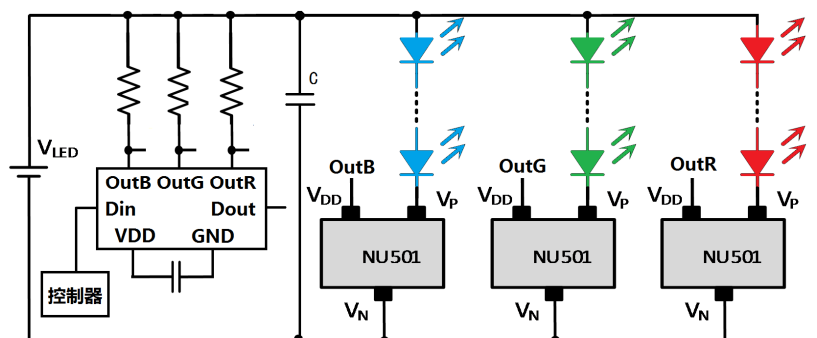 C
VLED
OutB OutG OutR
Din Dout
VDD GND
控制器
OutB
VDD VP
NU501
VN
OutG
VDD VP
NU501
VN
OutR
VDD VP
NU501
VN